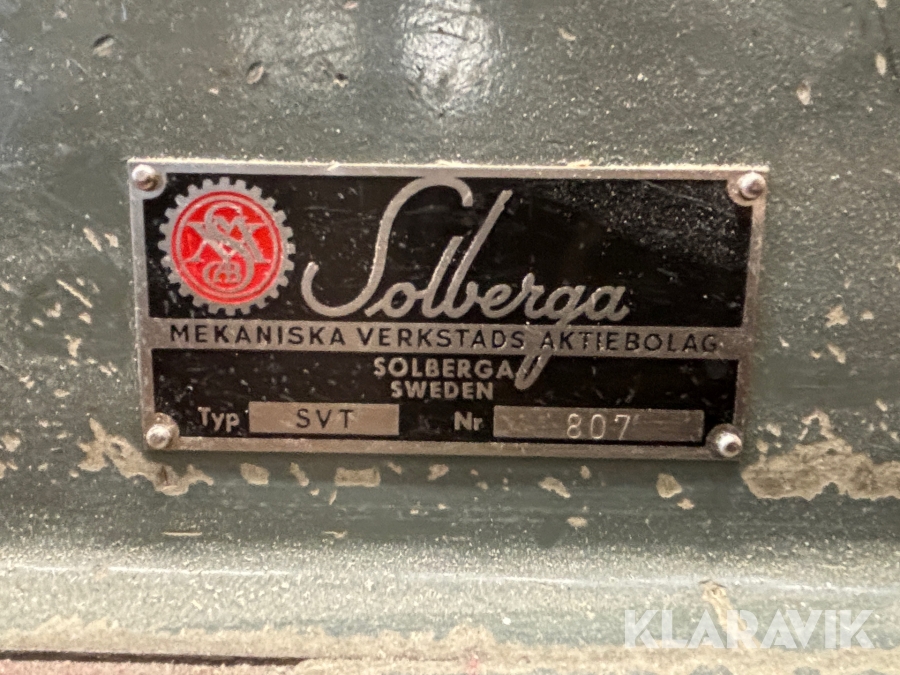 Solberga
MEKANISKA VERKSTADS AKTIEBOLAG
SOLBERGA
SWEDEN
Typ SVT Nr 807
KLARAVIK